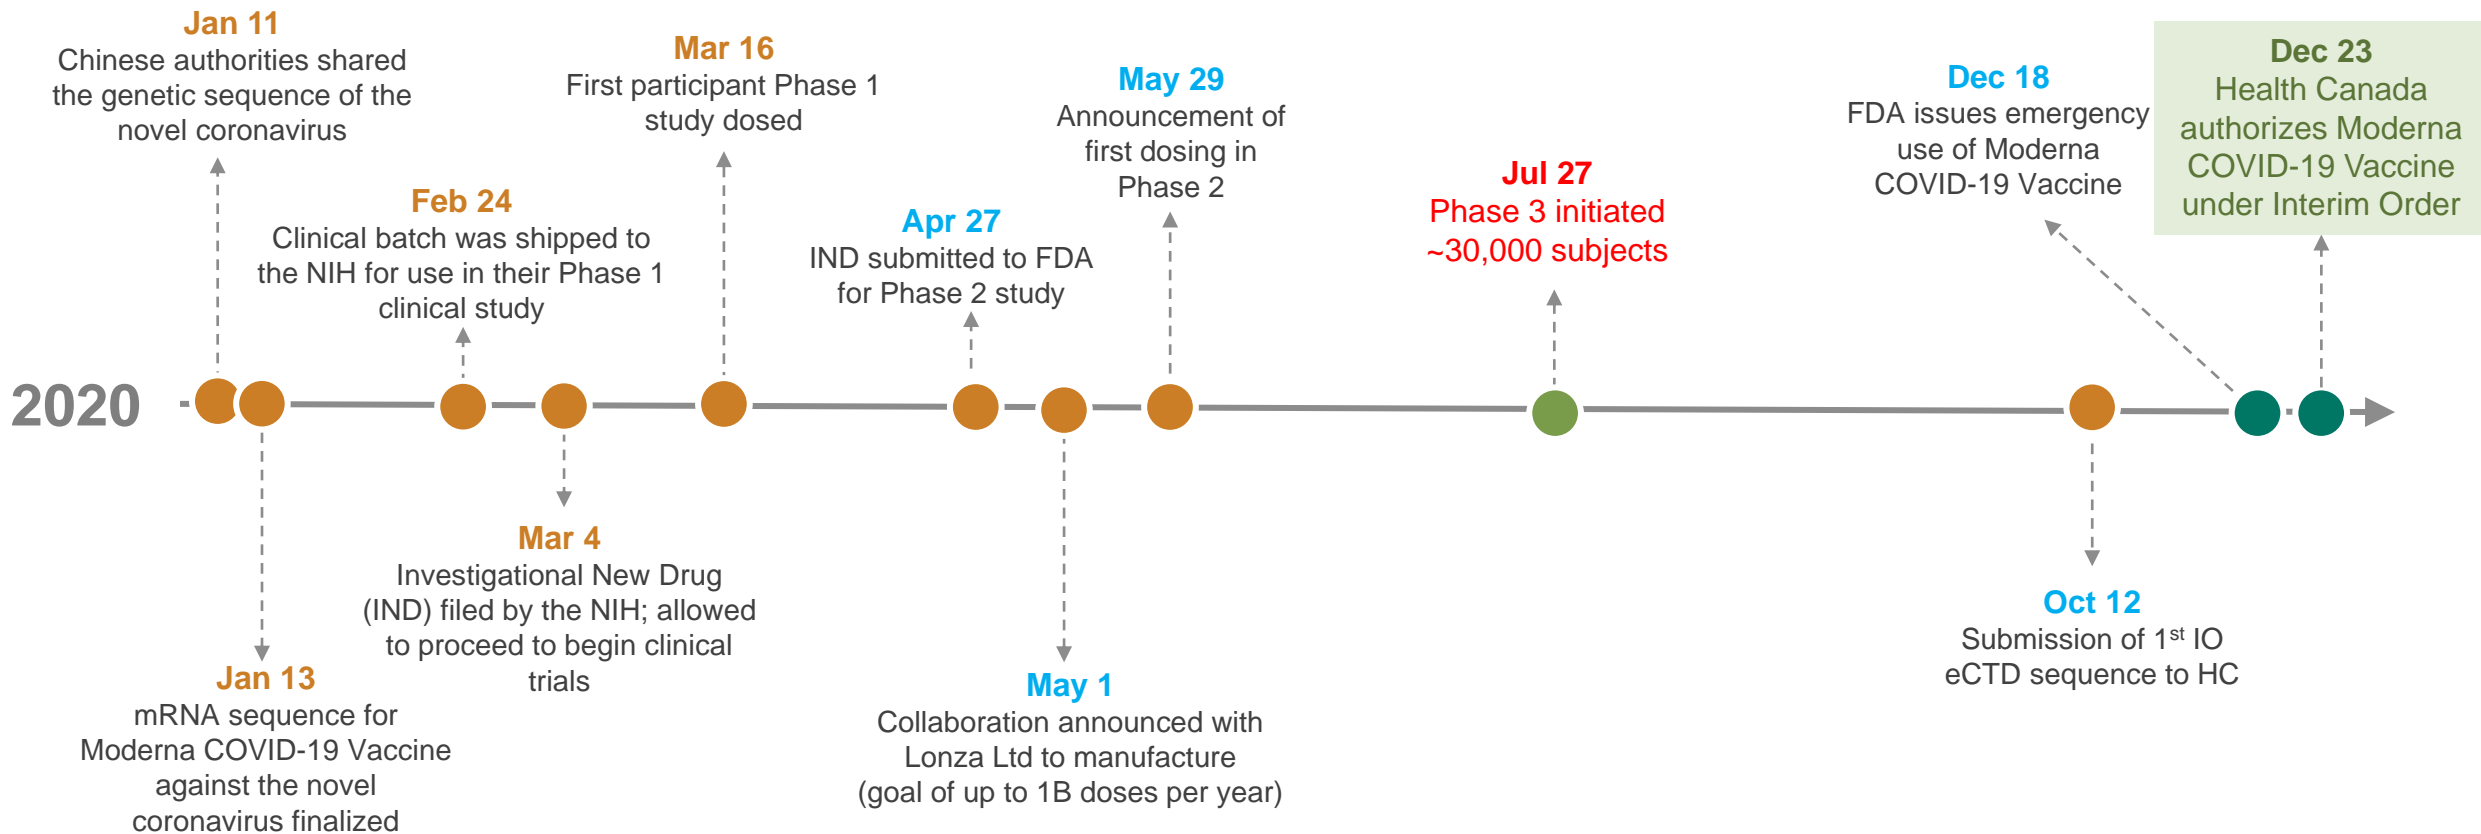 2020
Jan 11
Chinese authorities shared
the genetic sequence of the
novel coronavirus
Jan 13
mRNA sequence for
Moderna COVID-19 Vaccine
against the novel
coronavirus finalized
Feb 24
Clinical batch was shipped to
the NIH for use in their Phase 1
clinical study
Mar 4
Investigational New Drug
(IND) filed by the NIH; allowed
to proceed to begin clinical
trials
Mar 16
First participant Phase 1
study dosed
Apr 27
IND submitted to FDA
for Phase 2 study
May 1
Collaboration announced with
Lonza Ltd to manufacture
(goal of up to 1B doses per year)
May 29
Announcement of
first dosing in
Phase 2
Jul 27
Phase 3 initiated
~30,000 subjects
Oct 12
Submission of 1st IO
eCTD sequence to HC
Dec 18
FDA issues emergency
use of Moderna
COVID-19 Vaccine
Dec 23
Health Canada
authorizes Moderna
COVID-19 Vaccine
under Interim Order